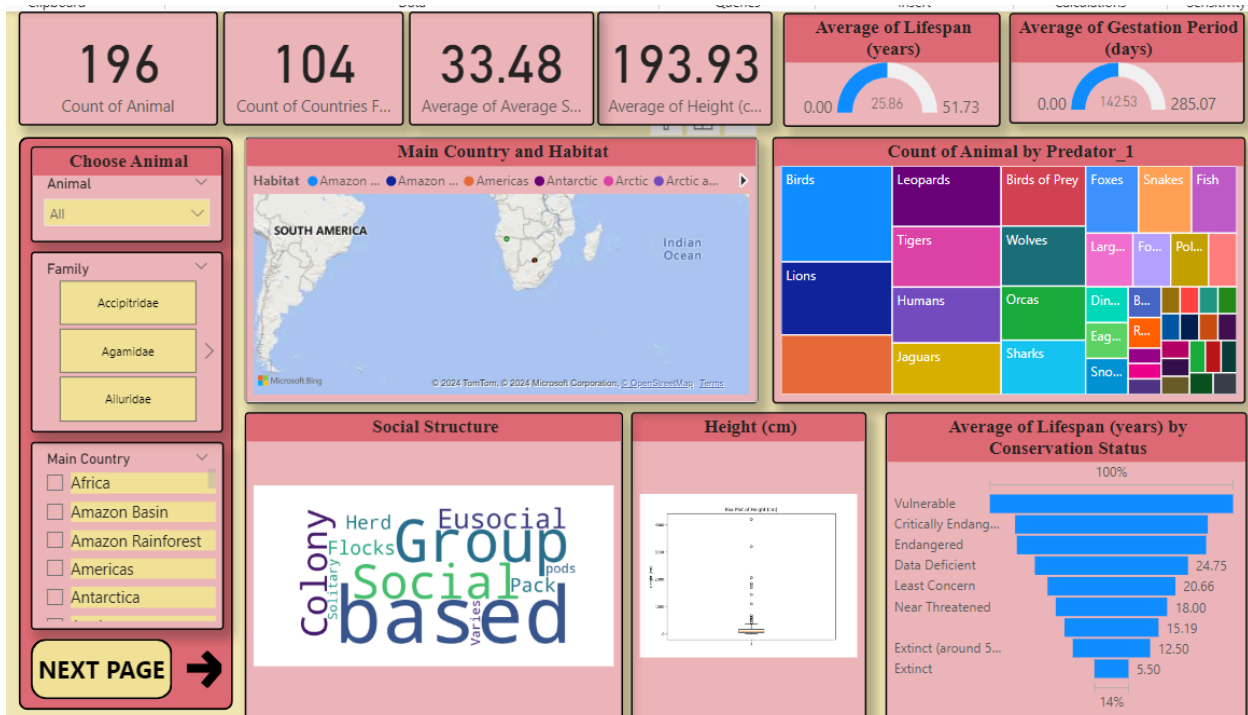 Clipboard
Data
Queries
Insert
Calculations
Sensitivity
196
Count of Animal
104
Count of Countries F...
33.48
Average of Average S...
193.93
Average of Height (c...
Average of Lifespan
(years)
0.00
25.86
51.73
Average of Gestation Period
(days)
0.00
142.53
285.07
Choose Animal
Animal
All
Family
Accipitridae
Agamidae
Ailuridae
Main Country
Africa
Amazon Basin
Amazon Rainforest
Americas
Antarctica
NEXT PAGE
Main Country and Habitat
Habitat Amazon ... Amazon ... Americas Antarctic Arctic Arctic a...
SOUTH AMERICA
Indian
Ocean
Microsoft Bing
© 2024 TomTom, © 2024 Microsoft Corporation, © OpenStreetMap Terms
Count of Animal by Predator_1
Birds
Lions
Leopards
Tigers
Humans
Jaguars
Birds of Prey
Wolves
Orcas
Sharks
Foxes
Snakes
Fish
Larg...
Fo...
Pol...
Din...
B...
Eag...
R...
Sno...
Social Structure
Colony
Herd
Eusocial
Flocks
Group
Solitary
Social
Pack
pods
based
Varies
Height (cm)
Box Plot of Height (cm)
Average of Lifespan (years) by
Conservation Status
100%
Vulnerable
Critically Endang...
Endangered
Data Deficient 24.75
Least Concern 20.66
Near Threatened 18.00
15.19
Extinct (around 5... 12.50
Extinct 5.50
14%